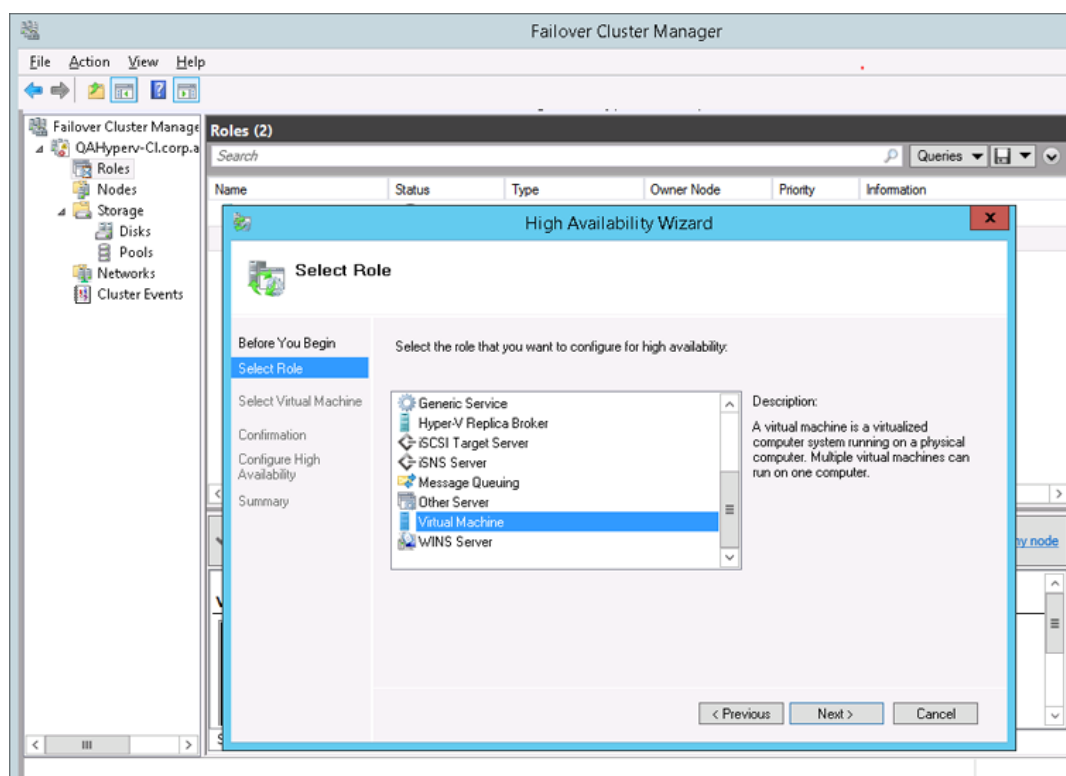 Failover Cluster Manager
File Action View Help
Failover Cluster Manage
QAHyperv-Cl.corp.a
Roles
Nodes
Storage
Disks
Pools
Networks
Cluster Events
Roles (2)
Search
Queries
Name Status Type Owner Node Priority Information
High Availability Wizard
x
Select Role
Before You Begin
Select Role
Select Virtual Machine
Confirmation
Configure High
Availability
Summary
Select the role that you want to configure for high availability:
Generic Service
Hyper-V Replica Broker
iSCSI Target Server
iSNS Server
Message Queuing
Other Server
Virtual Machine
WINS Server
Description:
A virtual machine is a virtualized
computer system running on a physical
computer. Multiple virtual machines can
run on one computer.
< Previous Next > Cancel
ny node